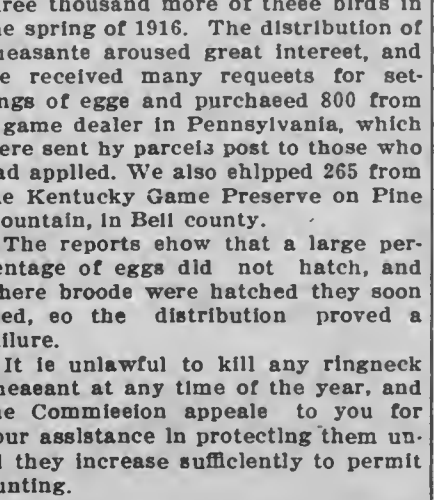 ree thousand more of these birds in
e spring of 1916. The distribution of
easants aroused great interest, and
e received many requests for set-
ngs of eggs and purchased 800 from
game dealer in Pennsylvania, which
ere sent by parcels post to those who
ad applied. We also shipped 265 from
e Kentucky Game Preserve on Pine
ountain, in Bell county.
The reports show that a large per-
entage of eggs did not hatch, and
here broods were hatched they soon
ed, so the distribution proved a
ilure.
It is unlawful to kill any ringneck
easant at any time of the year, and
e Commission appeals to you for
our assistance in protecting them un-
l they increase sufficiently to permit
unting.